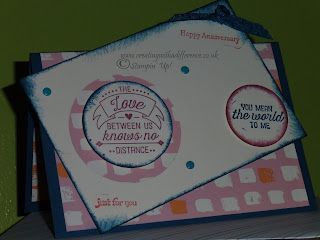 Happy Anniversary
www.creatingwithadifference.co.uk
© Stampin' Up!
THE
Love
BETWEEN US
knows no
DISTANCE
YOU MEAN
the world
TO ME
Just for you